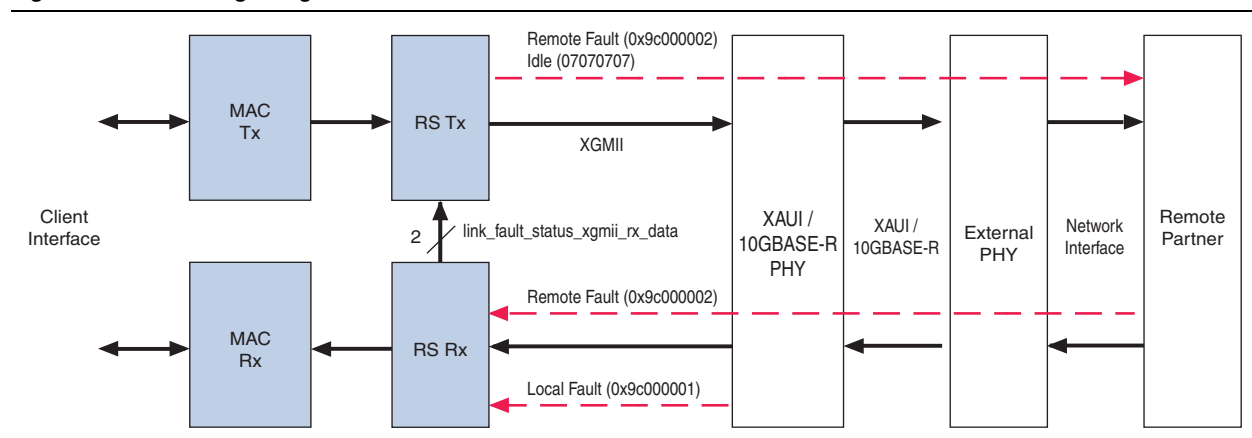 Remote Fault (0x9c000002)
Idle (07070707)
MAC
Tx
RS Tx
XGMII
Client
Interface
2
link_fault_status_xgmii_rx_data
XAUI /
10GBASE-R
PHY
XAUI /
10GBASE-R
External
PHY
Network
Interface
Remote
Partner
Remote Fault (0x9c000002)
MAC
Rx
RS Rx
Local Fault (0x9c000001)